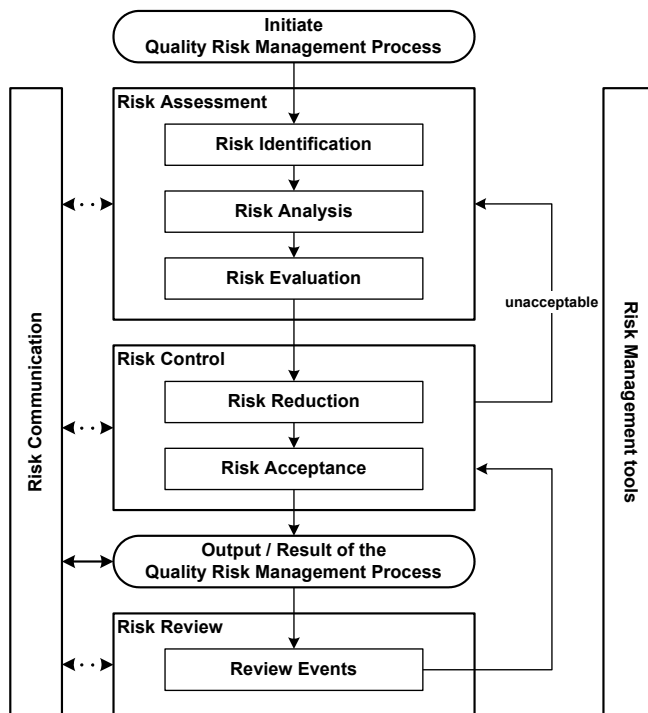 Initiate
Quality Risk Management Process
Risk Assessment
Risk Identification
Risk Analysis
Risk Evaluation
unacceptable
Risk Control
Risk Reduction
Risk Acceptance
Output / Result of the
Quality Risk Management Process
Risk Review
Review Events
Risk Communication
Risk Management tools